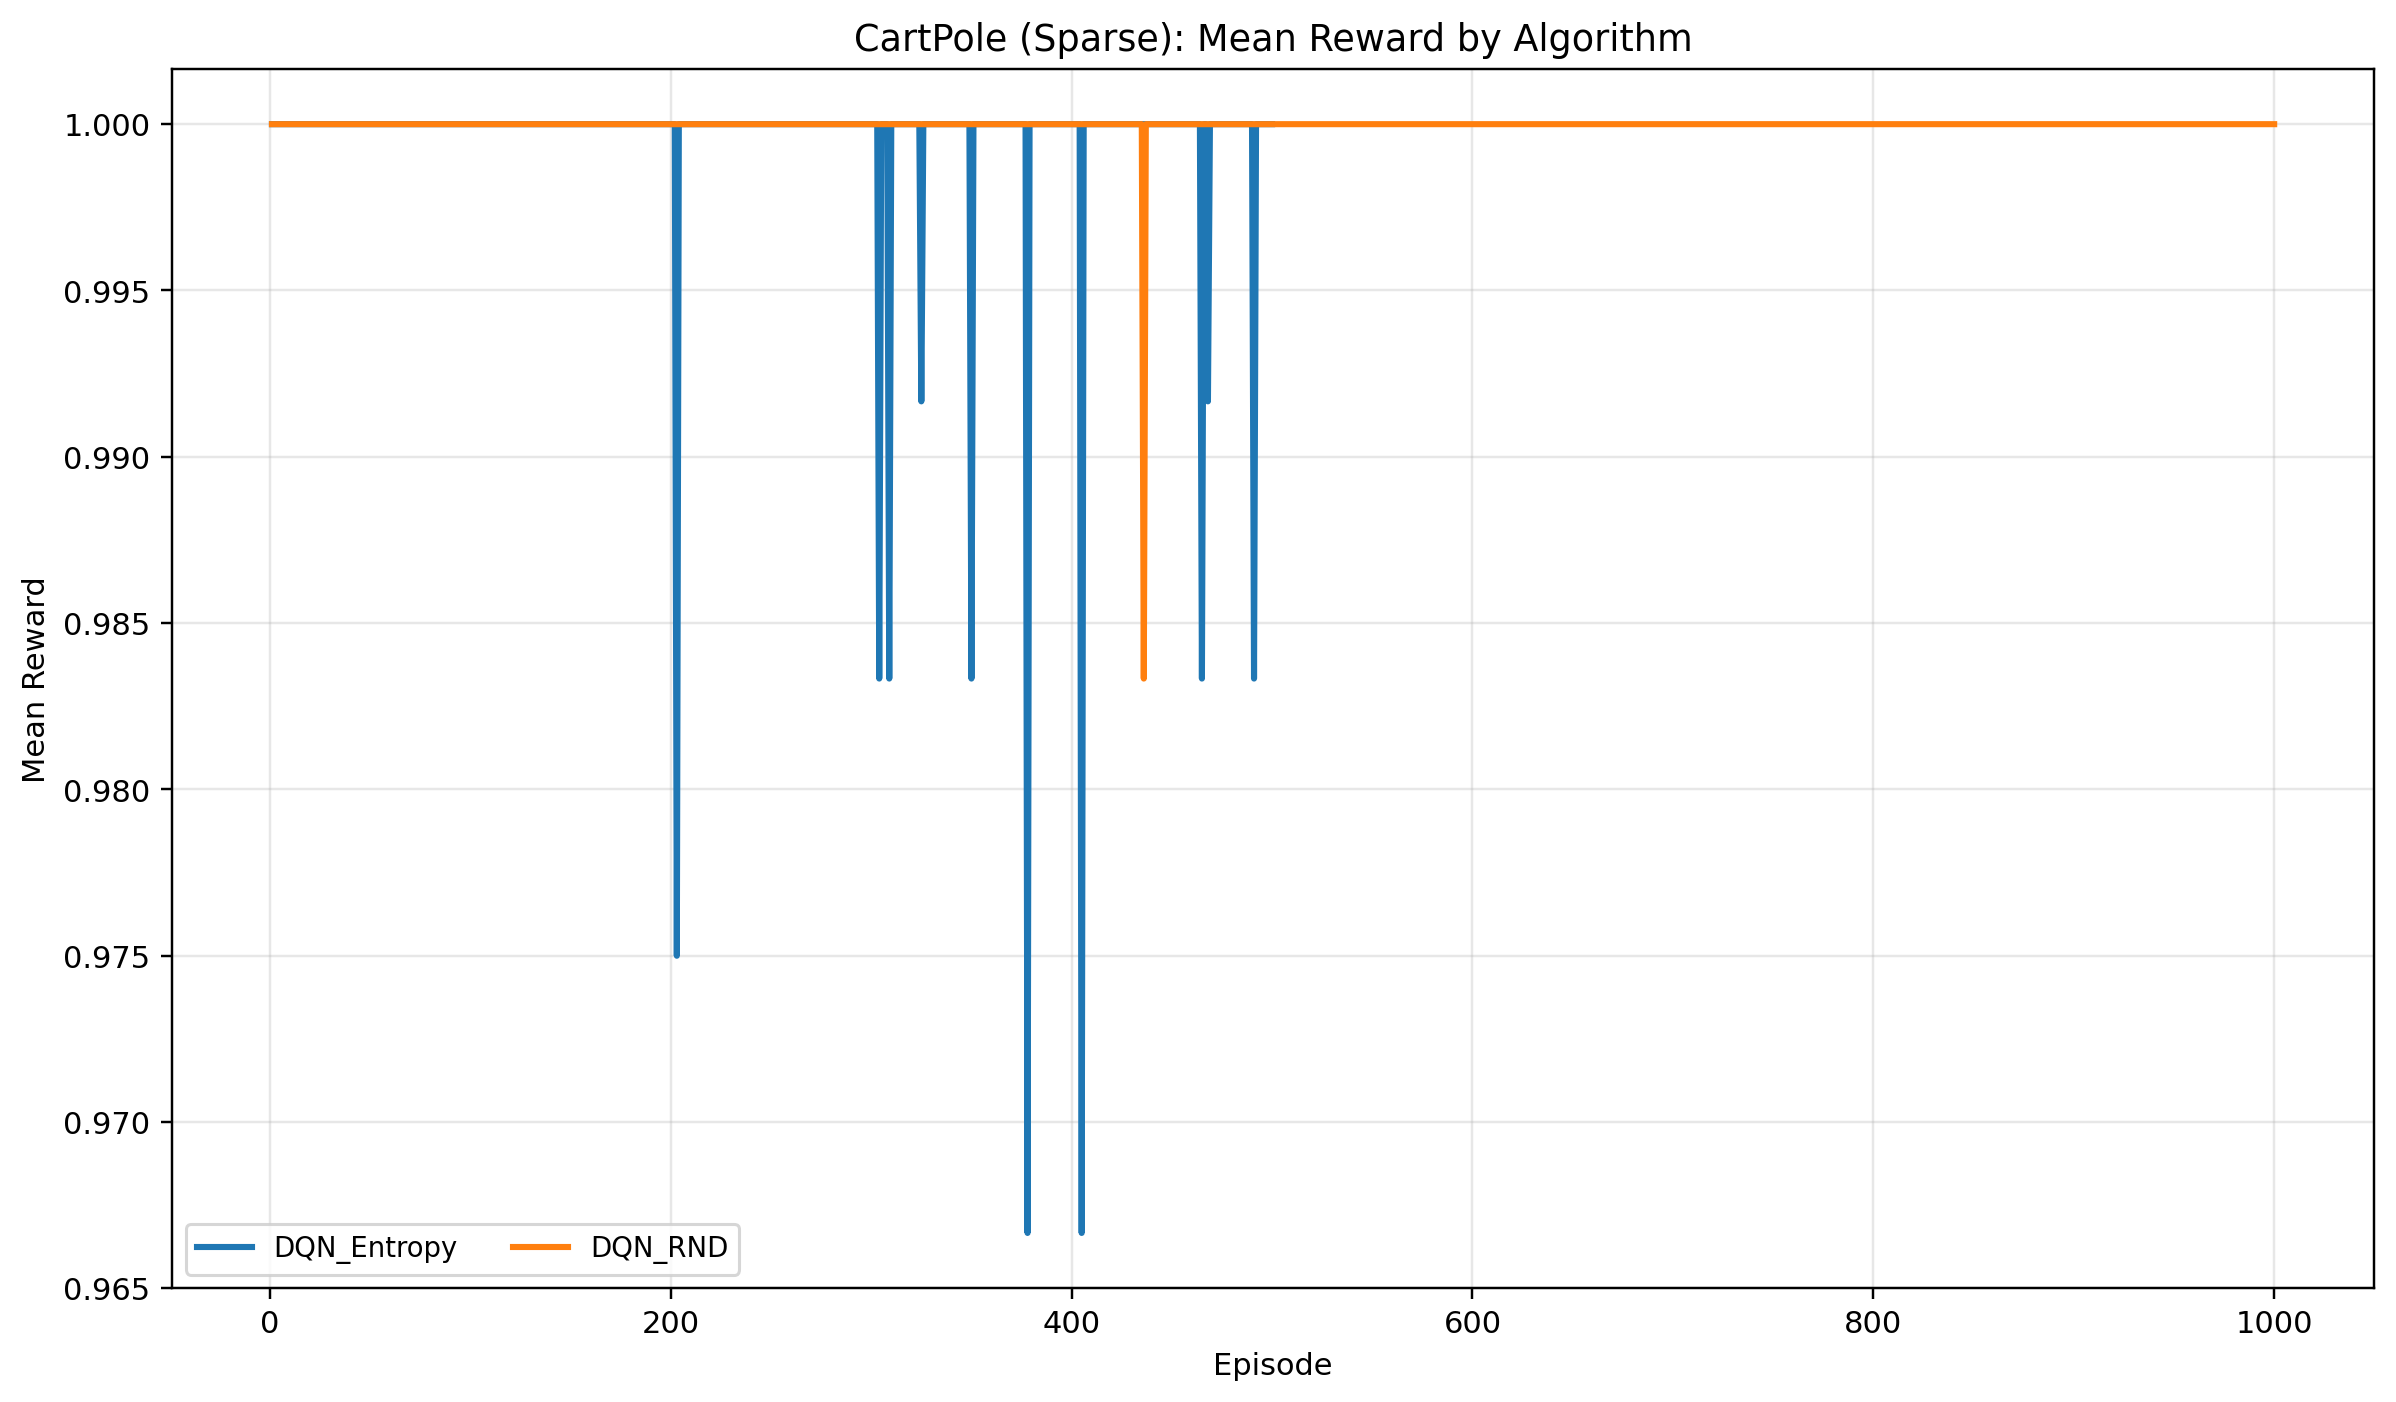 CartPole (Sparse): Mean Reward by Algorithm
1.000
0.995
0.990
0.985
0.980
0.975
0.970
0.965
Mean Reward
DQN_Entropy DQN_RND
0 200 400 600 800 1000
Episode